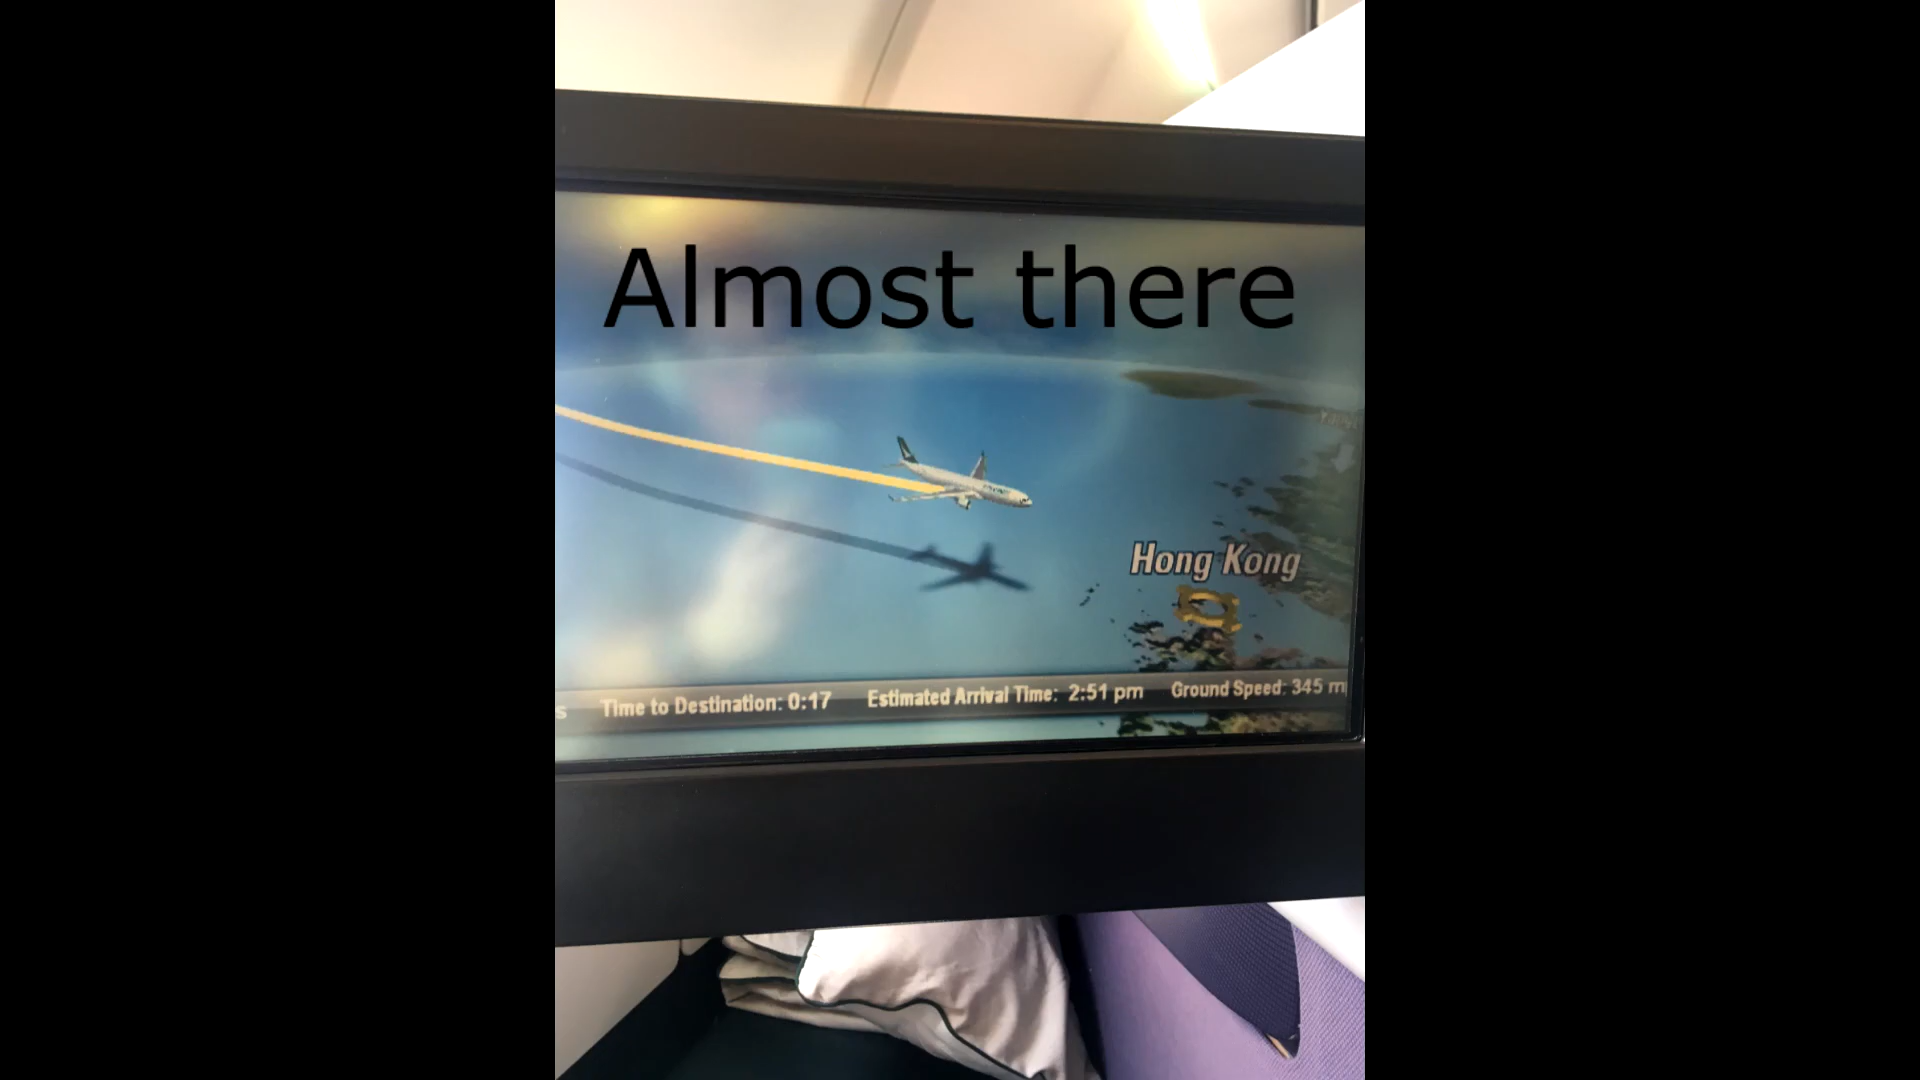 Almost there
Hong Kong
Time to Destination: 0:17 Estimated Arrival Time: 2:51 pm Ground Speed: 345 m